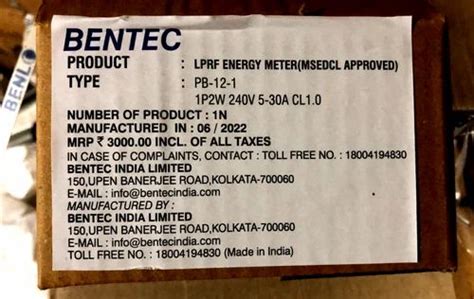 BENTEC
PRODUCT : LPRF ENERGY METER(MSEDCL APPROVED)
TYPE : PB-12-1
1P2W 240V 5-30A CL1.0
NUMBER OF PRODUCT : 1N
MANUFACTURED IN : 06 / 2022
MRP ₹ 3000.00 INCL. OF ALL TAXES
IN CASE OF COMPLAINTS, CONTACT : TOLL FREE NO. : 18004194830
BENTEC INDIA LIMITED
150,UPEN BANERJEE ROAD,KOLKATA-700060
E-MAIL : info@bentecindia.com
MANUFACTURED BY :
BENTEC INDIA LIMITED
150,UPEN BANERJEE ROAD,KOLKATA-700060
E-MAIL : info@bentecindia.com
TOLL FREE NO. : 18004194830 (Made in India)
BENLO